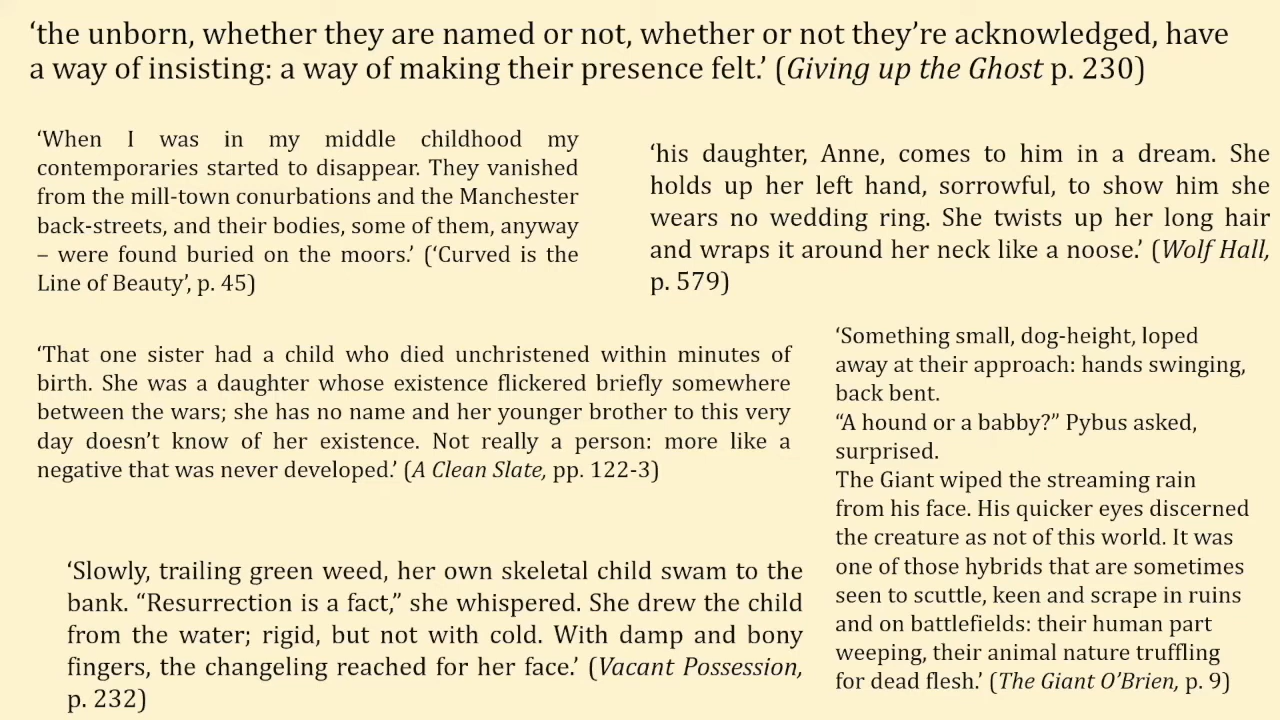 ‘the unborn, whether they are named or not, whether or not they’re acknowledged, have
a way of insisting: a way of making their presence felt.’ (Giving up the Ghost p. 230)
‘When I was in my middle childhood my
contemporaries started to disappear. They vanished
from the mill-town conurbations and the Manchester
back-streets, and their bodies, some of them, anyway
– were found buried on the moors.’ (‘Curved is the
Line of Beauty’, p. 45)
‘his daughter, Anne, comes to him in a dream. She
holds up her left hand, sorrowful, to show him she
wears no wedding ring. She twists up her long hair
and wraps it around her neck like a noose.’ (Wolf Hall,
p. 579)
‘That one sister had a child who died unchristened within minutes of
birth. She was a daughter whose existence flickered briefly somewhere
between the wars; she has no name and her younger brother to this very
day doesn’t know of her existence. Not really a person: more like a
negative that was never developed.’ (A Clean Slate, pp. 122-3)
‘Something small, dog-height, loped
away at their approach: hands swinging,
back bent.
“A hound or a babby?” Pybus asked,
surprised.
The Giant wiped the streaming rain
from his face. His quicker eyes discerned
the creature as not of this world. It was
one of those hybrids that are sometimes
seen to scuttle, keen and scrape in ruins
and on battlefields: their human part
weeping, their animal nature truffling
for dead flesh.’ (The Giant O’Brien, p. 9)
‘Slowly, trailing green weed, her own skeletal child swam to the
bank. “Resurrection is a fact,” she whispered. She drew the child
from the water; rigid, but not with cold. With damp and bony
fingers, the changeling reached for her face.’ (Vacant Possession,
p. 232)